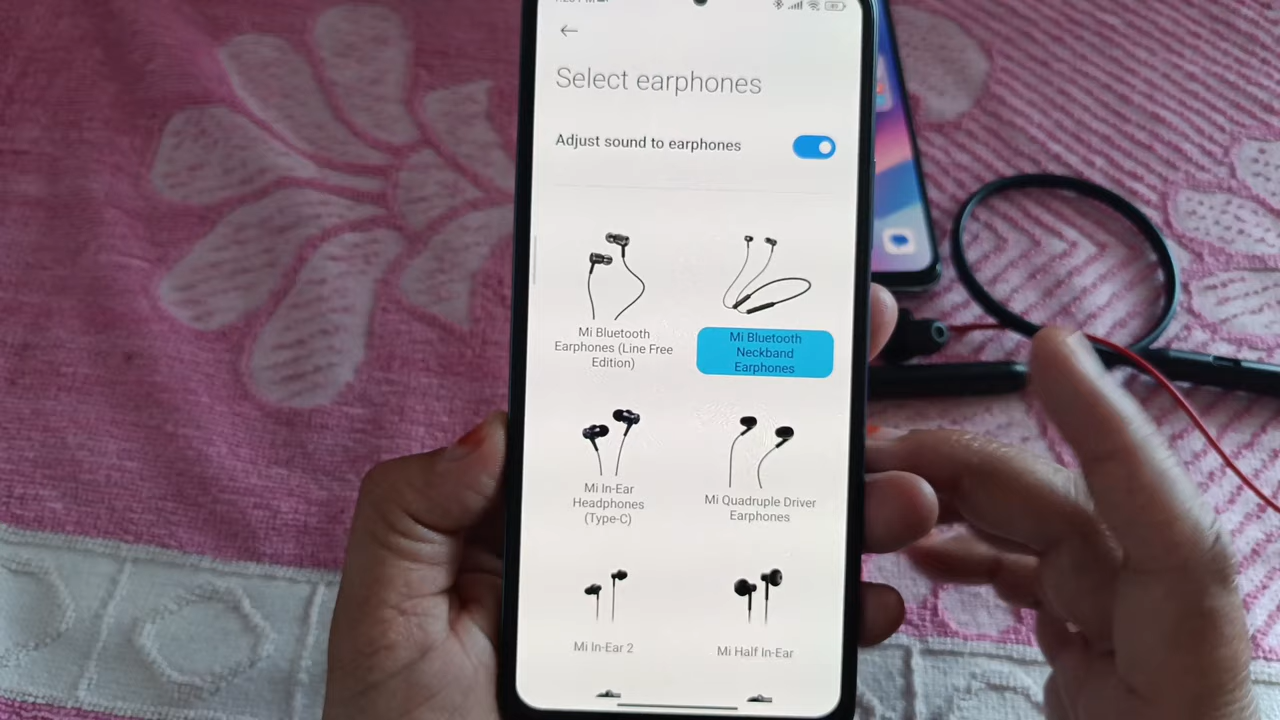 Select earphones
Adjust sound to earphones
Mi Bluetooth
Earphones (Line Free
Edition)
Mi Bluetooth
Neckband
Earphones
Mi In-Ear
Headphones
(Type-C)
Mi Quadruple Driver
Earphones
Mi In-Ear 2
Mi Half In-Ear